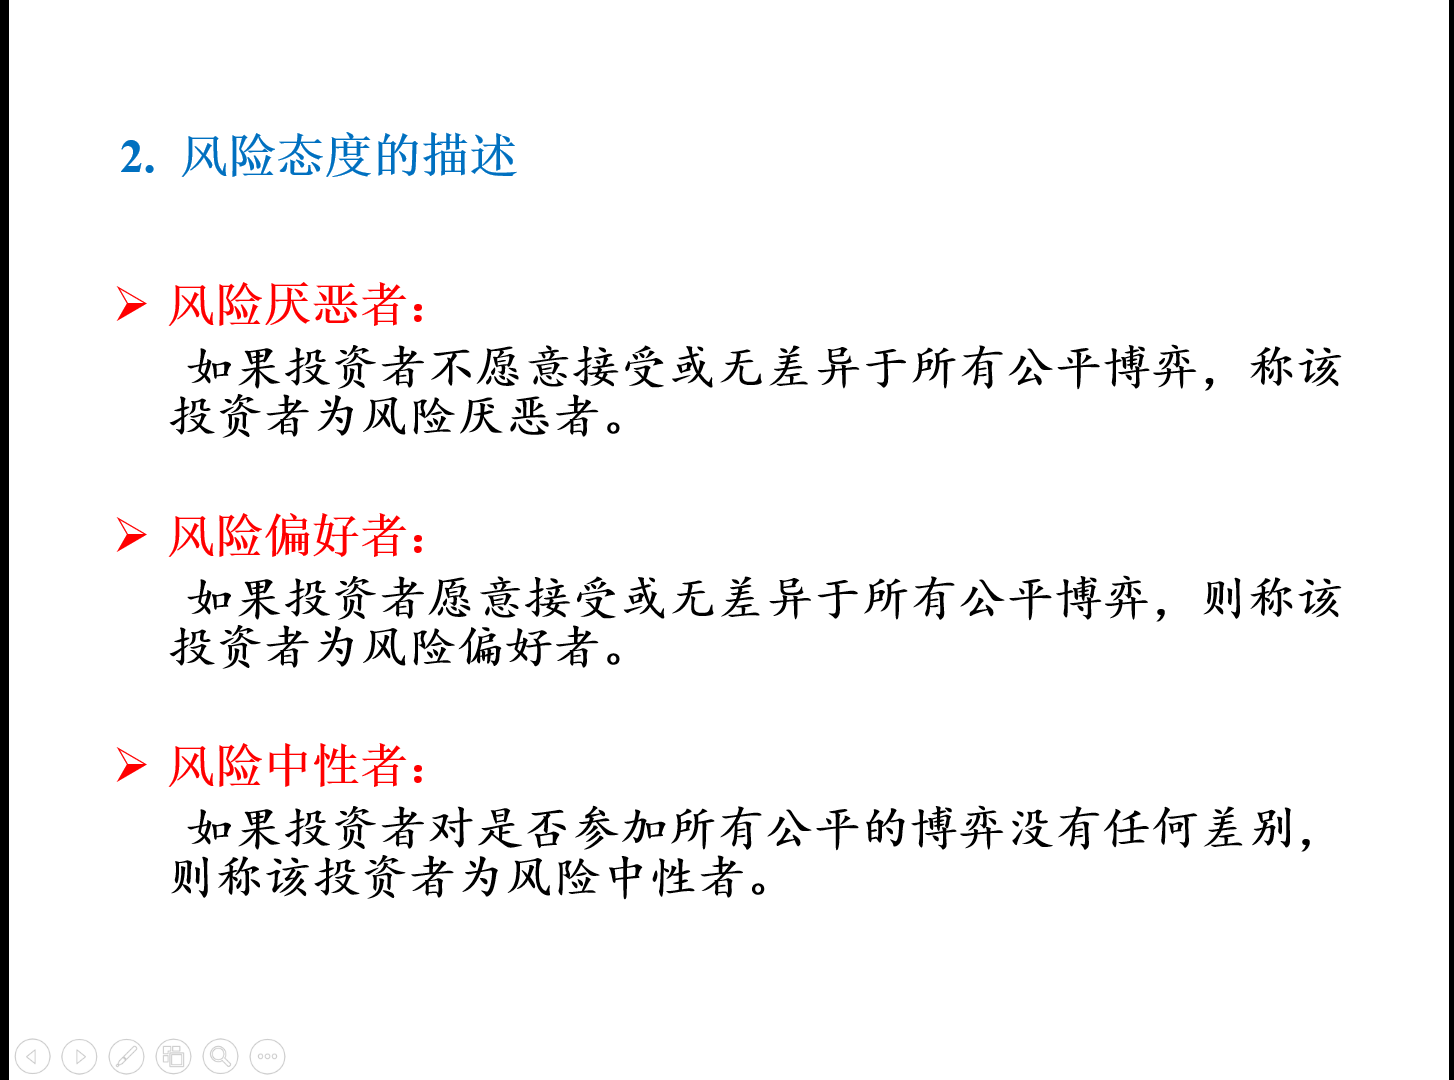 2. 风险态度的描述
风险厌恶者：
如果投资者不愿意接受或无差异于所有公平博弈，称该
投资者为风险厌恶者。
风险偏好者：
如果投资者愿意接受或无差异于所有公平博弈，则称该
投资者为风险偏好者。
风险中性者：
如果投资者对是否参加所有公平的博弈没有任何差别，
则称该投资者为风险中性者。